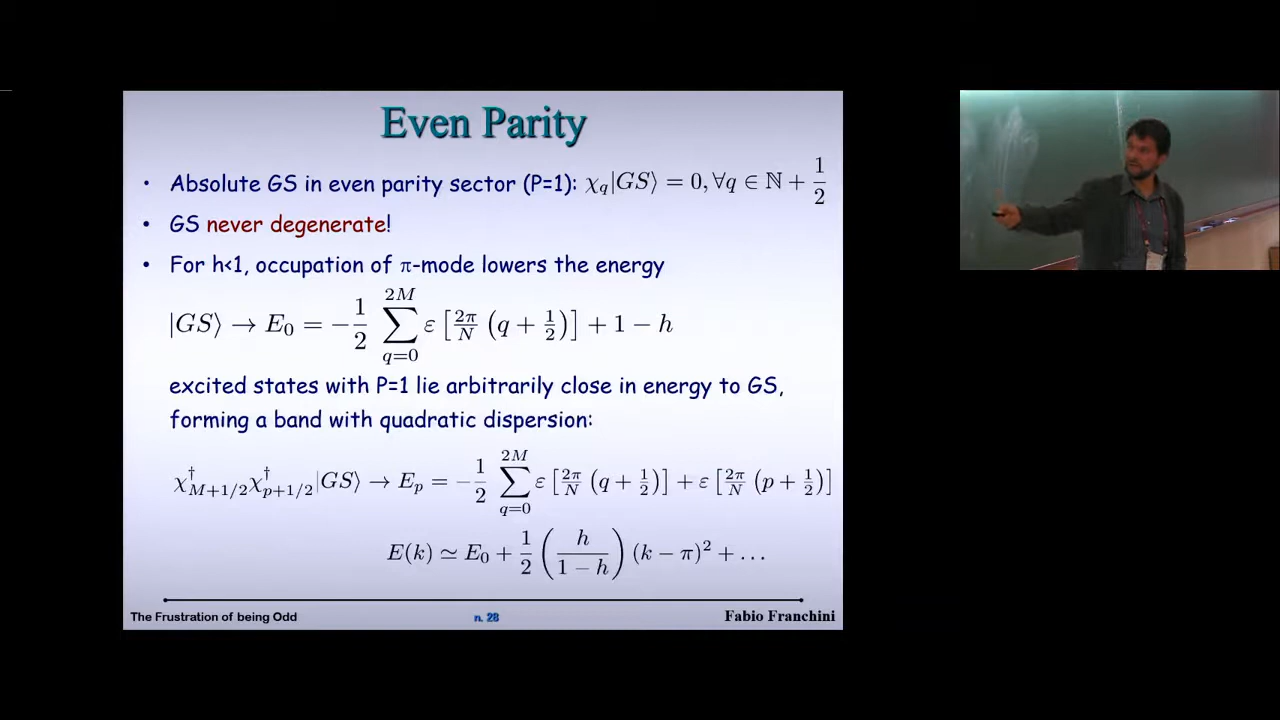 Even Parity
• Absolute GS in even parity sector (P=1): χ_q|GS⟩ = 0, ∀q ∈ ℕ + 1/2
• GS never degenerate!
• For h<1, occupation of π-mode lowers the energy
|GS⟩ → E_0 = −1/2 ∑_{q=0}^{2M} ε [2π/N (q + 1/2)] + 1 − h
excited states with P=1 lie arbitrarily close in energy to GS,
forming a band with quadratic dispersion:
χ†_{M+1/2} χ†_{p+1/2}|GS⟩ → E_p = −1/2 ∑_{q=0}^{2M} ε [2π/N (q + 1/2)] + ε [2π/N (p + 1/2)]
E(k) ≃ E_0 + 1/2 (h/(1 − h)) (k − π)² + …
The Frustration of being Odd n. 28 Fabio Franchini